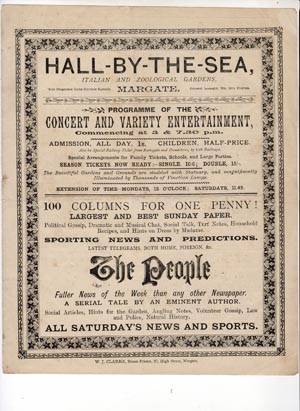 HALL-BY-THE-SEA,
ITALIAN AND ZOOLOGICAL GARDENS,
MARGATE.
PROGRAMME OF THE
CONCERT AND VARIETY ENTERTAINMENT,
Commencing at 3 & 7.30 p.m.
ADMISSION, ALL DAY, 1s. CHILDREN, HALF-PRICE.
Special Arrangements for Family Tickets, Schools, and Large Parties.
SEASON TICKETS NOW READY—SINGLE, 10/6; DOUBLE, 15/-.
The Beautiful Gardens and Grounds are studded with Statuary, and magnificently
Illuminated by Thousands of Vauxhall Lamps.
EXTENSION OF TIME—MONDAYS, 12 O'CLOCK. SATURDAYS, 11.45.
100 COLUMNS FOR ONE PENNY!
LARGEST AND BEST SUNDAY PAPER.
Political Gossip, Dramatic and Musical Chat, Social Talk, Turf Notes, Household
Recipes, and Hints on Dress by Madame.
SPORTING NEWS AND PREDICTIONS.
LATEST TELEGRAMS, BOTH HOME, FOREIGN, &c.
The People
Fuller News of the Week than any other Newspaper.
A SERIAL TALE BY AN EMINENT AUTHOR.
Social Articles, Hints for the Garden, Angling Notes, Volunteer Gossip, Law
and Police, Natural History.
ALL SATURDAY'S NEWS AND SPORTS.
W. J. CLARKE, Steam Printer, High Street, Margate.